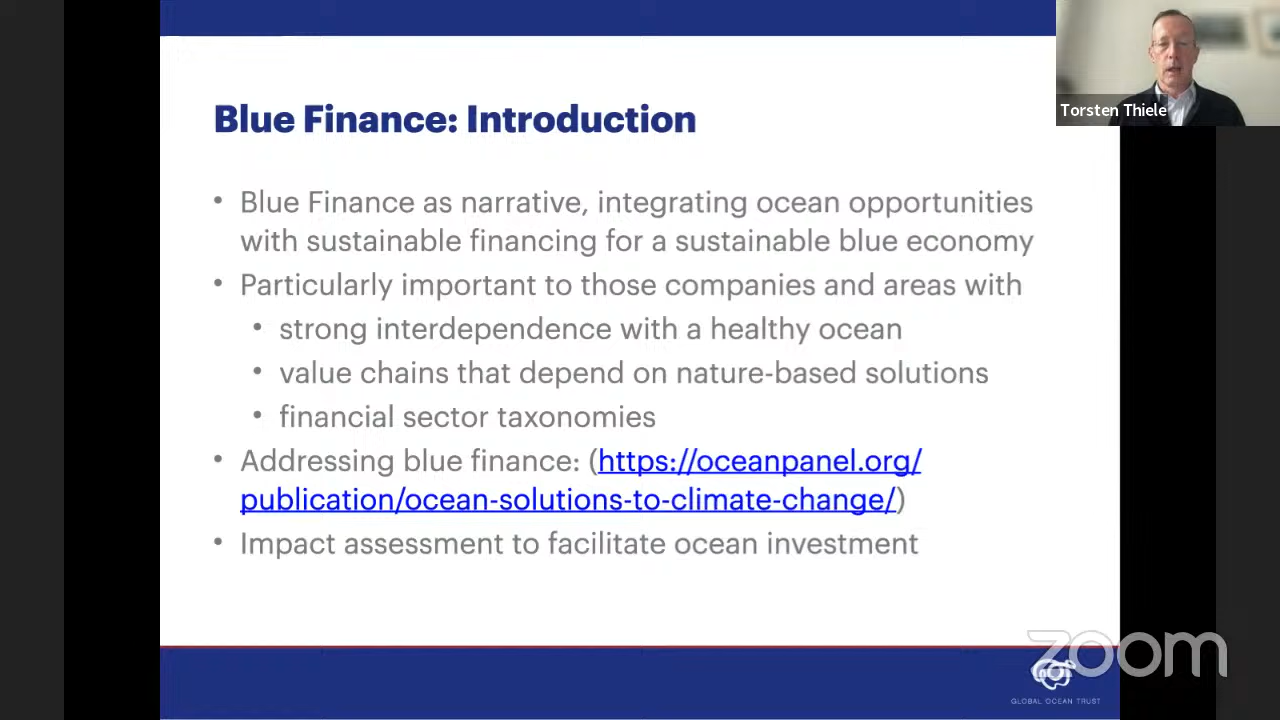 Blue Finance: Introduction
• Blue Finance as narrative, integrating ocean opportunities
with sustainable financing for a sustainable blue economy
• Particularly important to those companies and areas with
• strong interdependence with a healthy ocean
• value chains that depend on nature-based solutions
• financial sector taxonomies
• Addressing blue finance: (https://oceanpanel.org/
publication/ocean-solutions-to-climate-change/)
• Impact assessment to facilitate ocean investment
Torsten Thiele
zoom
GLOBAL OCEAN TRUST